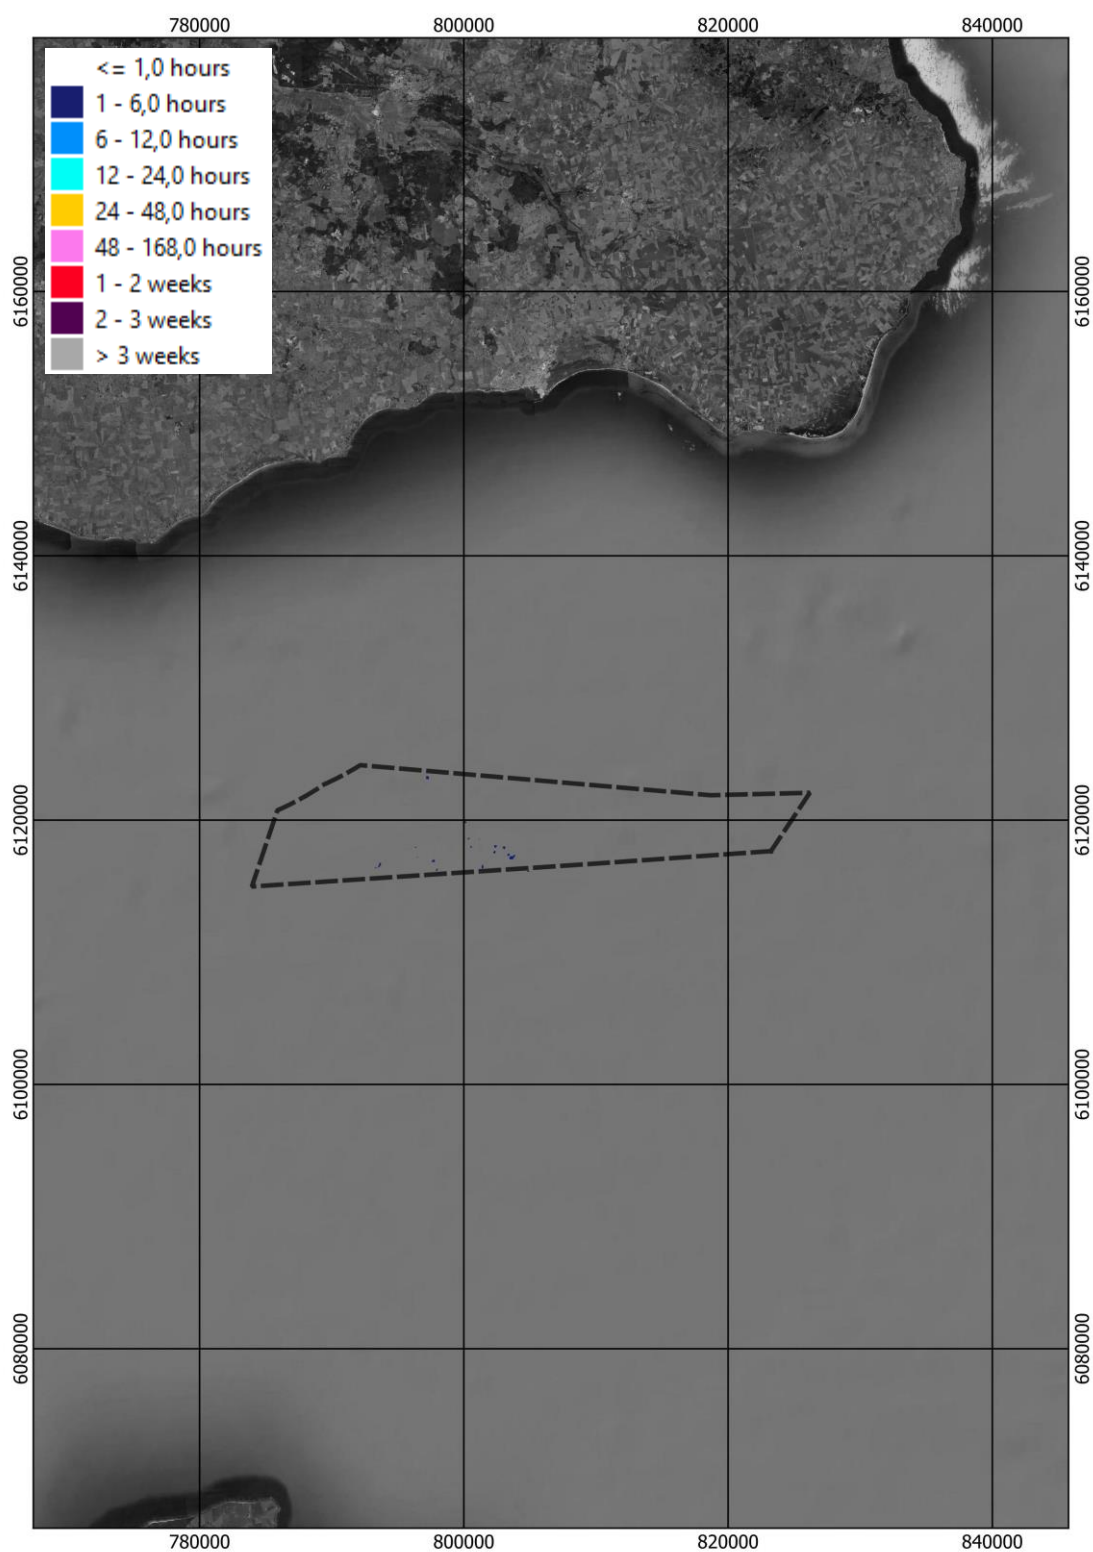 780000 800000 820000 840000
<= 1,0 hours
1 - 6,0 hours
6 - 12,0 hours
12 - 24,0 hours
24 - 48,0 hours
48 - 168,0 hours
1 - 2 weeks
2 - 3 weeks
> 3 weeks
6160000 6160000
6140000 6140000
6120000 6120000
6100000 6100000
6080000 6080000
780000 800000 820000 840000